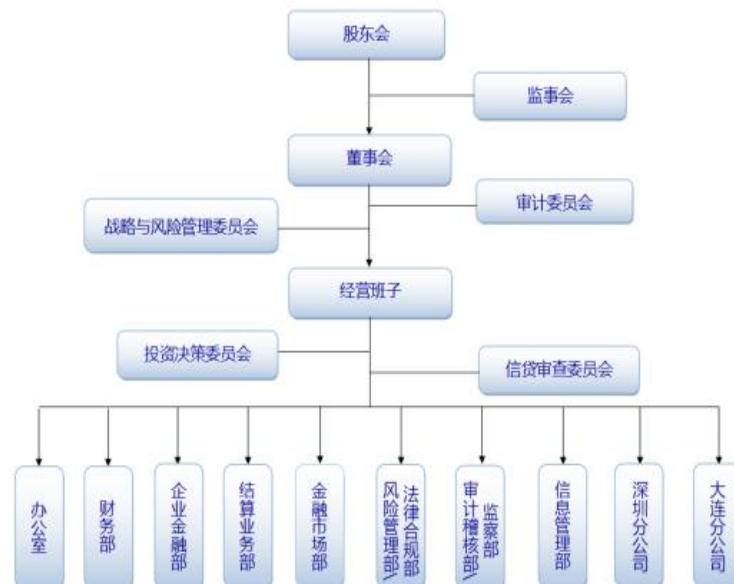 股东会
监事会
董事会
审计委员会
战略与风险管理委员会
经营班子
投资决策委员会
信贷审查委员会
办公室
财务部
企业金融部
结算业务部
金融市场部
风险管理部\
法律合规部
审计稽核部\
监察部
信息管理部
深圳分公司
大连分公司